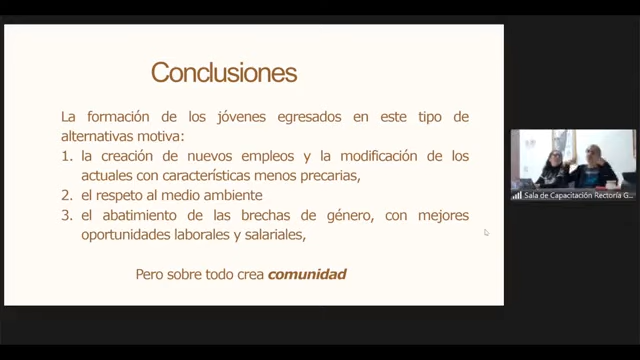 Conclusiones
La formación de los jóvenes egresados en este tipo de
alternativas motiva:
1. la creación de nuevos empleos y la modificación de los
actuales con características menos precarias,
2. el respeto al medio ambiente
3. el abatimiento de las brechas de género, con mejores
oportunidades laborales y salariales,
Pero sobre todo crea comunidad
Sala de Capacitación Rectoría G...